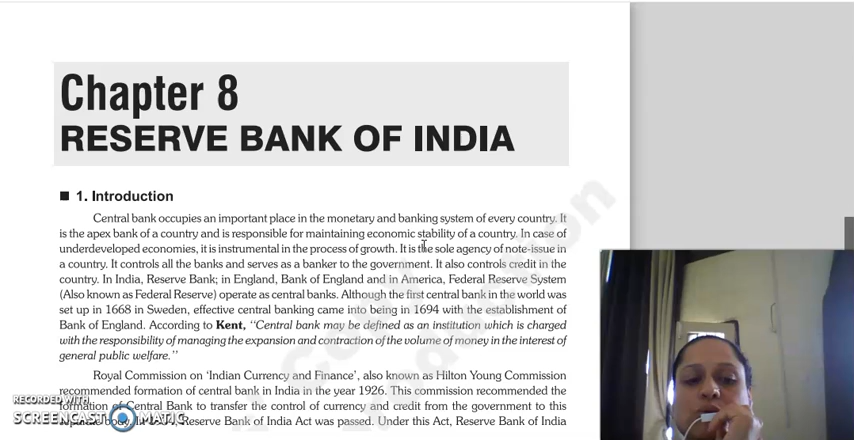 Chapter 8
RESERVE BANK OF INDIA
■ 1. Introduction
Central bank occupies an important place in the monetary and banking system of every country. It
is the apex bank of a country and is responsible for maintaining economic stability of a country. In case of
underdeveloped economies, it is instrumental in the process of growth. It is the sole agency of note-issue in
a country. It controls all the banks and serves as a banker to the government. It also controls credit in the
country. In India, Reserve Bank; in England, Bank of England and in America, Federal Reserve System
(Also known as Federal Reserve) operate as central banks. Although the first central bank in the world was
set up in 1668 in Sweden, effective central banking came into being in 1694 with the establishment of
Bank of England. According to Kent, "Central bank may be defined as an institution which is charged
with the responsibility of managing the expansion and contraction of the volume of money in the interest of
general public welfare."
Royal Commission on 'Indian Currency and Finance', also known as Hilton Young Commission
recommended formation of central bank in India in the year 1926. This commission recommended the
formation of Central Bank to transfer the control of currency and credit from the government to this
body. In Reserve Bank of India Act was passed. Under this Act, Reserve Bank of India
RECORDED WITH
SCREENCAST MATIC